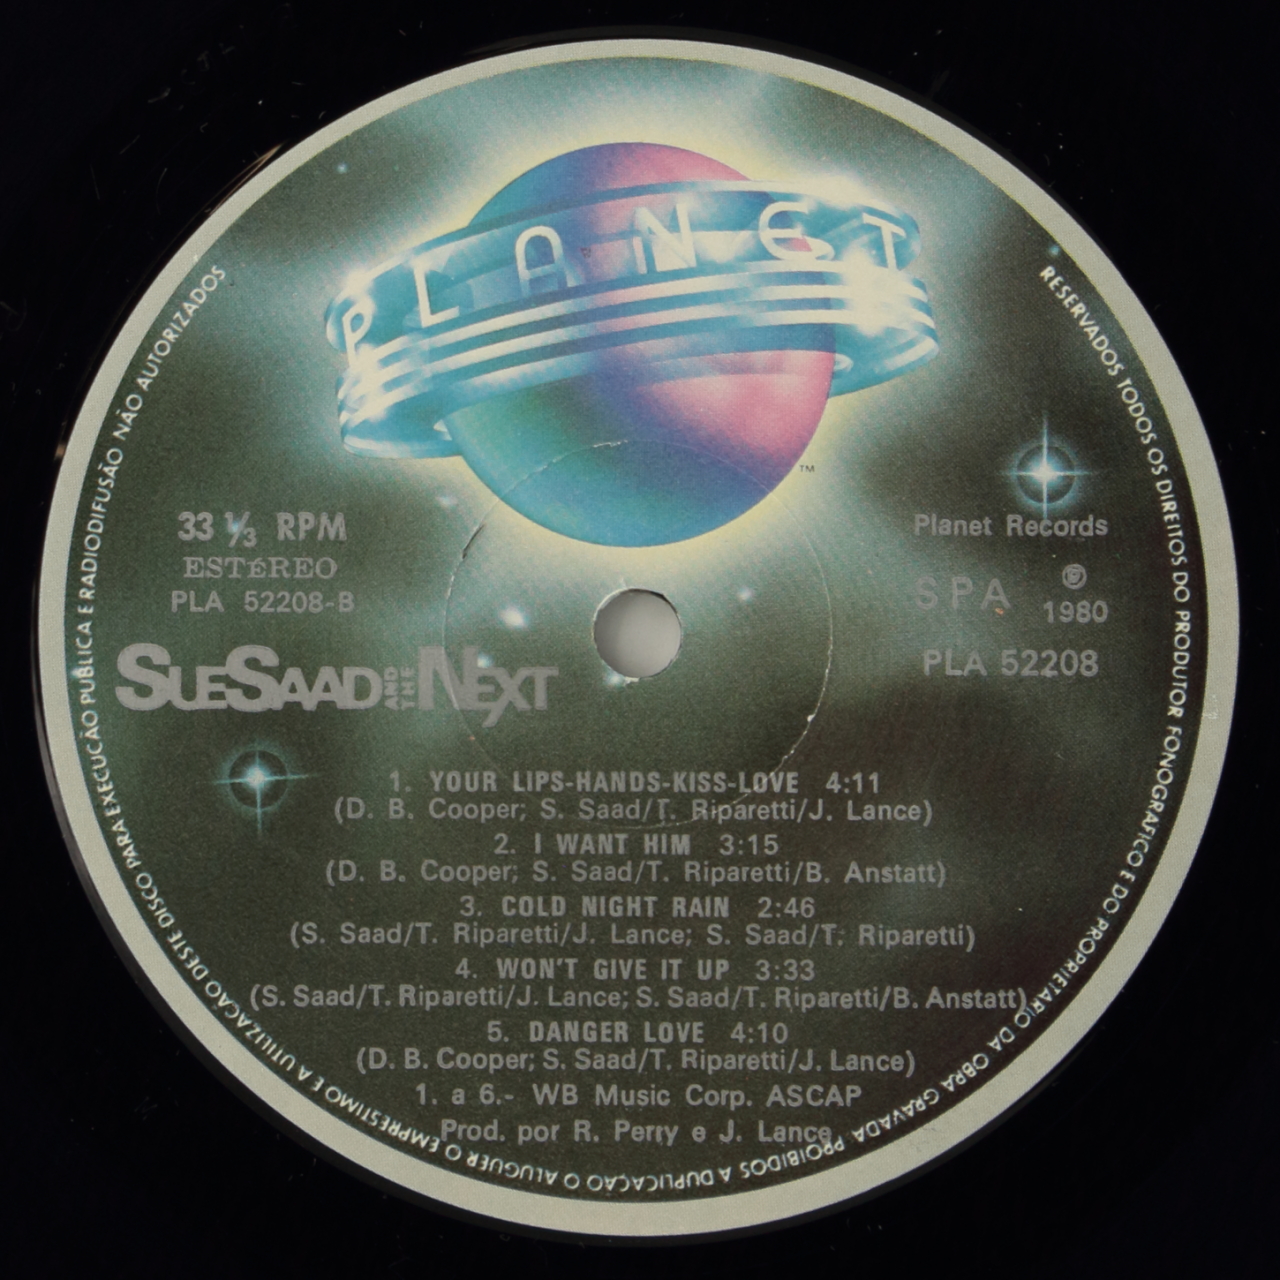 PLANET
™
33 ⅓ RPM
ESTéREO
PLA 52208-B
Planet Records
SPA ℗ 1980
PLA 52208
SUE SAAD AND THE NEXT
1. YOUR LIPS-HANDS-KISS-LOVE 4:11
(D. B. Cooper; S. Saad/T. Riparetti/J. Lance)
2. I WANT HIM 3:15
(D. B. Cooper; S. Saad/T. Riparetti/B. Anstatt)
3. COLD NIGHT RAIN 2:46
(S. Saad/T. Riparetti/J. Lance; S. Saad/T. Riparetti)
4. WON'T GIVE IT UP 3:33
(S. Saad/T. Riparetti/J. Lance; S. Saad/T. Riparetti/B. Anstatt)
5. DANGER LOVE 4:10
(D. B. Cooper; S. Saad/T. Riparetti/J. Lance)
1. a 6.- WB Music Corp. ASCAP
Prod. por R. Perry e J. Lance
RESERVADOS TODOS OS DIREITOS DO PRODUTOR FONOGRAFICO E DO PROPRIETARIO DA OBRA GRAVADA PROIBIDOS A DUPLICAÇAO O ALUGUER O EMPRESTIMO E A UTILIZAÇAO DESTE DISCO PARA EXECUÇAO PUBLICA E RADIODIFUSÃO NÃO AUTORIZADOS